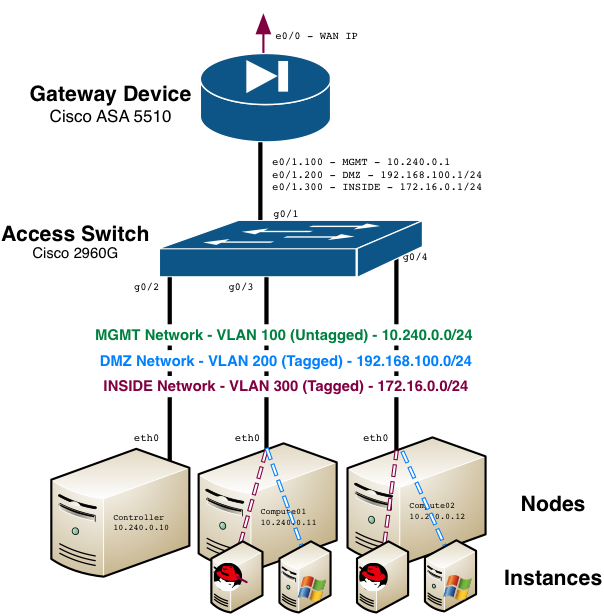 e0/0 - WAN IP
Gateway Device
Cisco ASA 5510
e0/1.100 - MGMT - 10.240.0.1
e0/1.200 - DMZ - 192.168.100.1/24
e0/1.300 - INSIDE - 172.16.0.1/24
g0/1
Access Switch
Cisco 2960G
g0/4
g0/2
g0/3
MGMT Network - VLAN 100 (Untagged) - 10.240.0.0/24
DMZ Network - VLAN 200 (Tagged) - 192.168.100.0/24
INSIDE Network - VLAN 300 (Tagged) - 172.16.0.0/24
eth0
eth0
eth0
Controller
10.240.0.10
Compute01
10.240.0.11
Compute02
10.240.0.12
Nodes
Instances